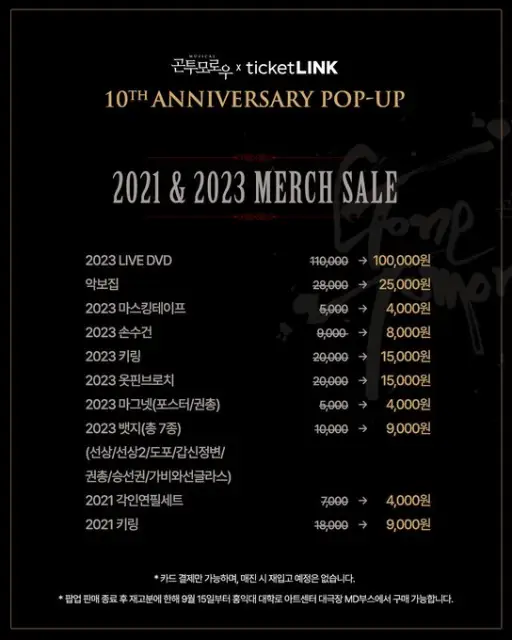 MUSICAL
곤투모로우 x ticketLINK
10TH ANNIVERSARY POP-UP
2021 & 2023 MERCH SALE
2023 LIVE DVD 110,000 → 100,000원
악보집 28,000 → 25,000원
2023 마스킹테이프 5,000 → 4,000원
2023 손수건 9,000 → 8,000원
2023 키링 20,000 → 15,000원
2023 옷핀브로치 20,000 → 15,000원
2023 마그넷(포스터/권총) 5,000 → 4,000원
2023 뱃지(총 7종) 10,000 → 9,000원
(선상/선상2/도포/갑신정변/
권총/승선권/가비와선글라스)
2021 각인연필세트 7,000 → 4,000원
2021 키링 18,000 → 9,000원
* 카드 결제만 가능하며, 매진 시 재입고 예정은 없습니다.
* 팝업 판매 종료 후 재고분에 한해 9월 15일부터 홍익대 대학로 아트센터 대극장 MD부스에서 구매 가능합니다.